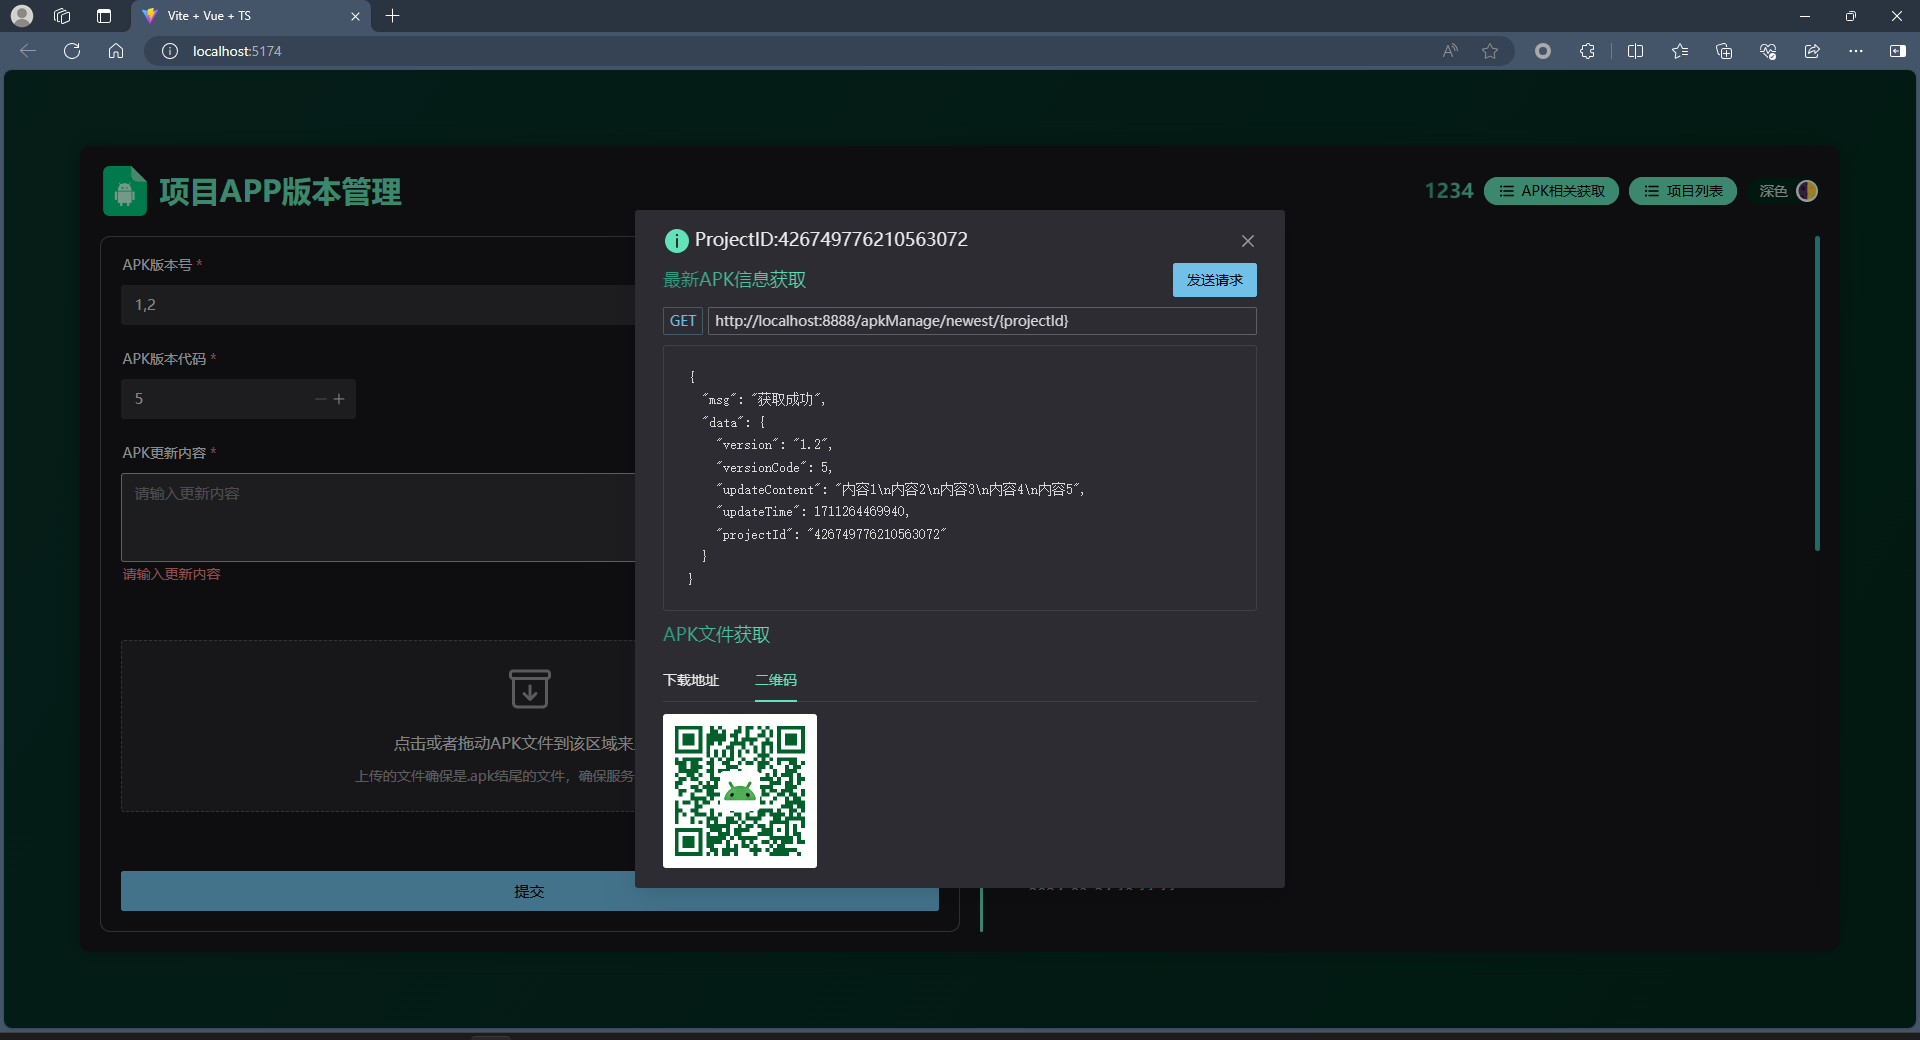 Vite + Vue + TS
localhost:5174
项目APP版本管理
1234
APK相关获取
项目列表
深色
APK版本号 *
1,2
APK版本代码 *
5
APK更新内容 *
请输入更新内容
请输入更新内容
点击或者拖动APK文件到该区域来
上传的文件确保是.apk结尾的文件，确保服务
提交
ProjectID:426749776210563072
最新APK信息获取
发送请求
GET
http://localhost:8888/apkManage/newest/{projectId}
{
"msg": "获取成功",
"data": {
"version": "1.2",
"versionCode": 5,
"updateContent": "内容1\n内容2\n内容3\n内容4\n内容5",
"updateTime": 1711264469940,
"projectId": "426749776210563072"
}
}
APK文件获取
下载地址
二维码